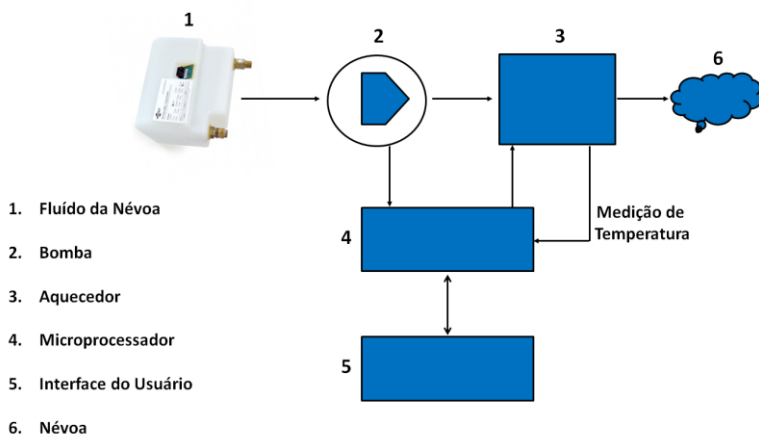 1
2
3
6
1. Fluído da Névoa
2. Bomba
3. Aquecedor
4. Microprocessador
5. Interface do Usuário
6. Névoa
4
Medição de
Temperatura
5